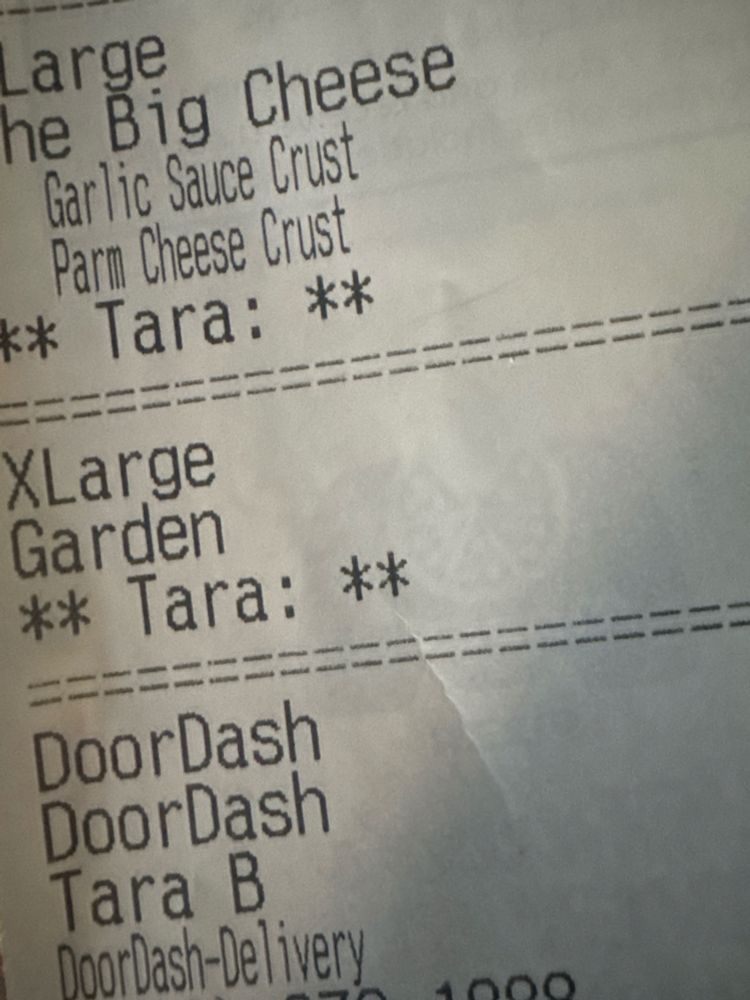 Large
he Big Cheese
Garlic Sauce Crust
Parm Cheese Crust
** Tara: **
XLarge
Garden
** Tara: **
DoorDash
DoorDash
Tara B
DoorDash-Delivery